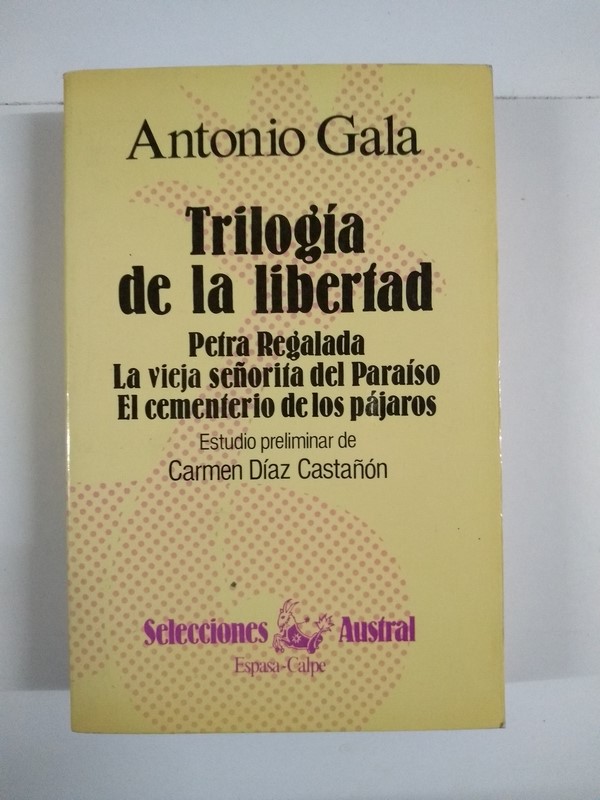 Antonio Gala
Trilogía
de la libertad
Petra Regalada
La vieja señorita del Paraíso
El cementerio de los pájaros
Estudio preliminar de
Carmen Díaz Castañón
Selecciones Austral
Espasa-Calpe